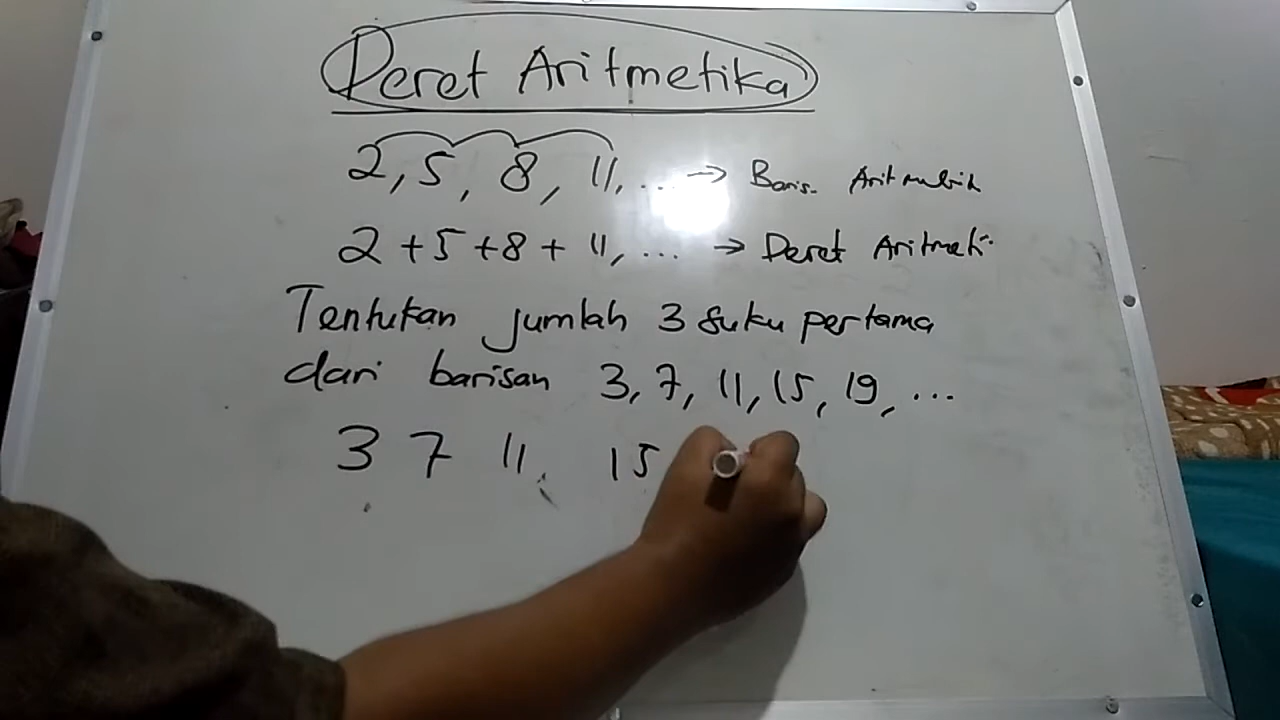 Deret Aritmetika
2, 5, 8, 11, ... → Baris.
2 + 5 + 8 + 11, ... → Deret Aritmeti
Tentukan jumlah 3 suku pertama
dari barisan 3, 7, 11, 15, 19, ...
3 7 11 15